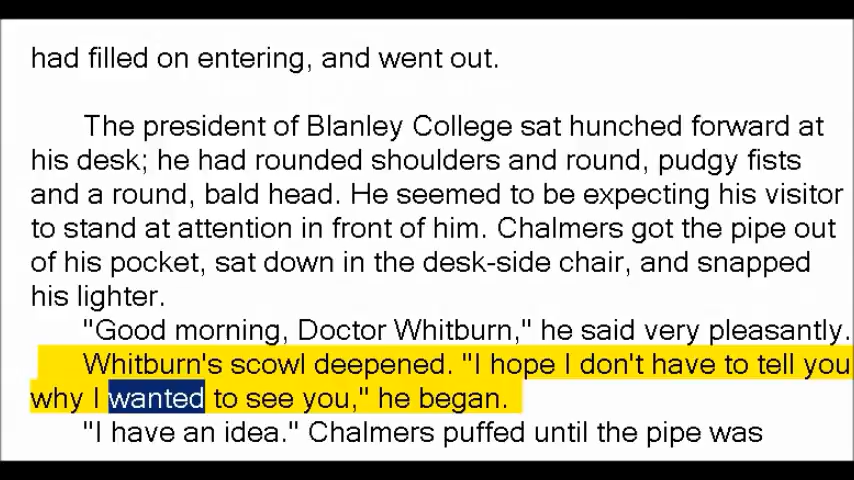 had filled on entering, and went out.
The president of Blanley College sat hunched forward at
his desk; he had rounded shoulders and round, pudgy fists
and a round, bald head. He seemed to be expecting his visitor
to stand at attention in front of him. Chalmers got the pipe out
of his pocket, sat down in the desk-side chair, and snapped
his lighter.
"Good morning, Doctor Whitburn," he said very pleasantly.
Whitburn's scowl deepened. "I hope I don't have to tell you
why I wanted to see you," he began.
"I have an idea." Chalmers puffed until the pipe was